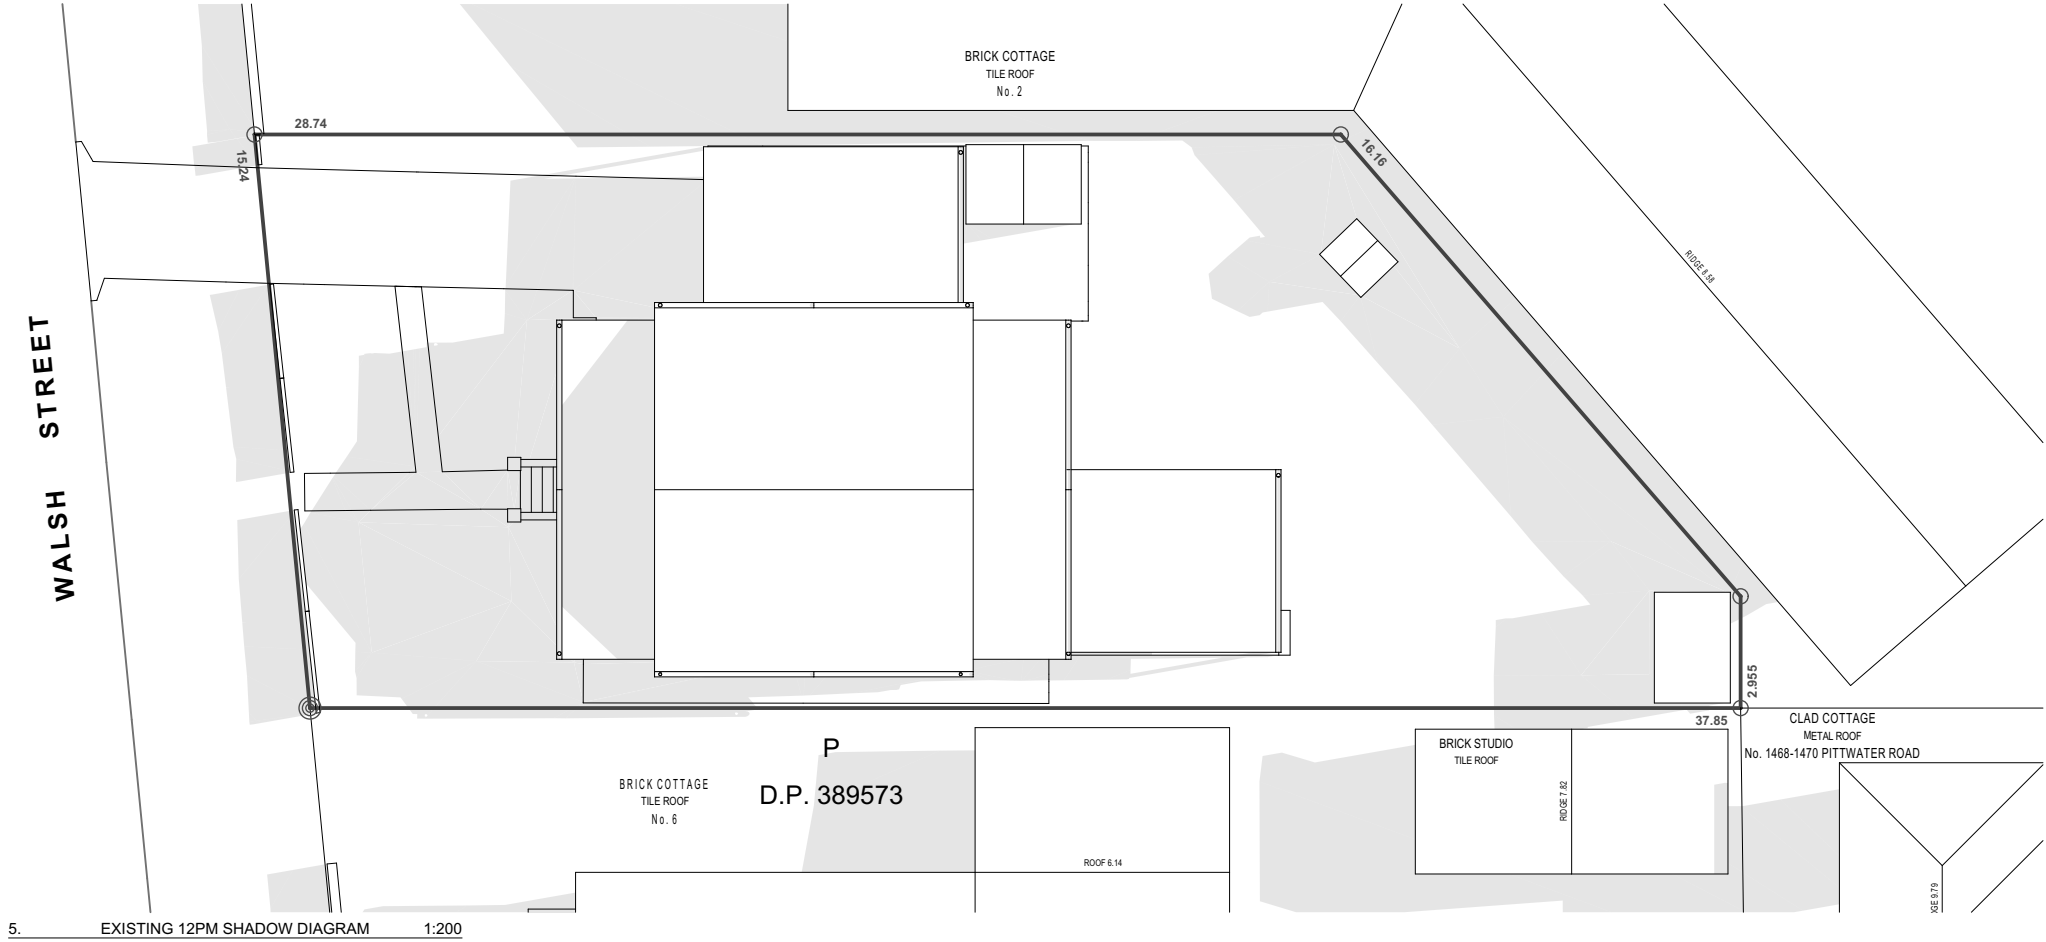 BRICK COTTAGE
TILE ROOF
No. 2
28.74
15.24
16.16
RIDGE 8.58
WALSH STREET
2.955
37.85
CLAD COTTAGE
METAL ROOF
No. 1468-1470 PITTWATER ROAD
P
D.P. 389573
BRICK COTTAGE
TILE ROOF
No. 6
BRICK STUDIO
TILE ROOF
RIDGE 7.82
ROOF 6.14
5. EXISTING 12PM SHADOW DIAGRAM 1:200